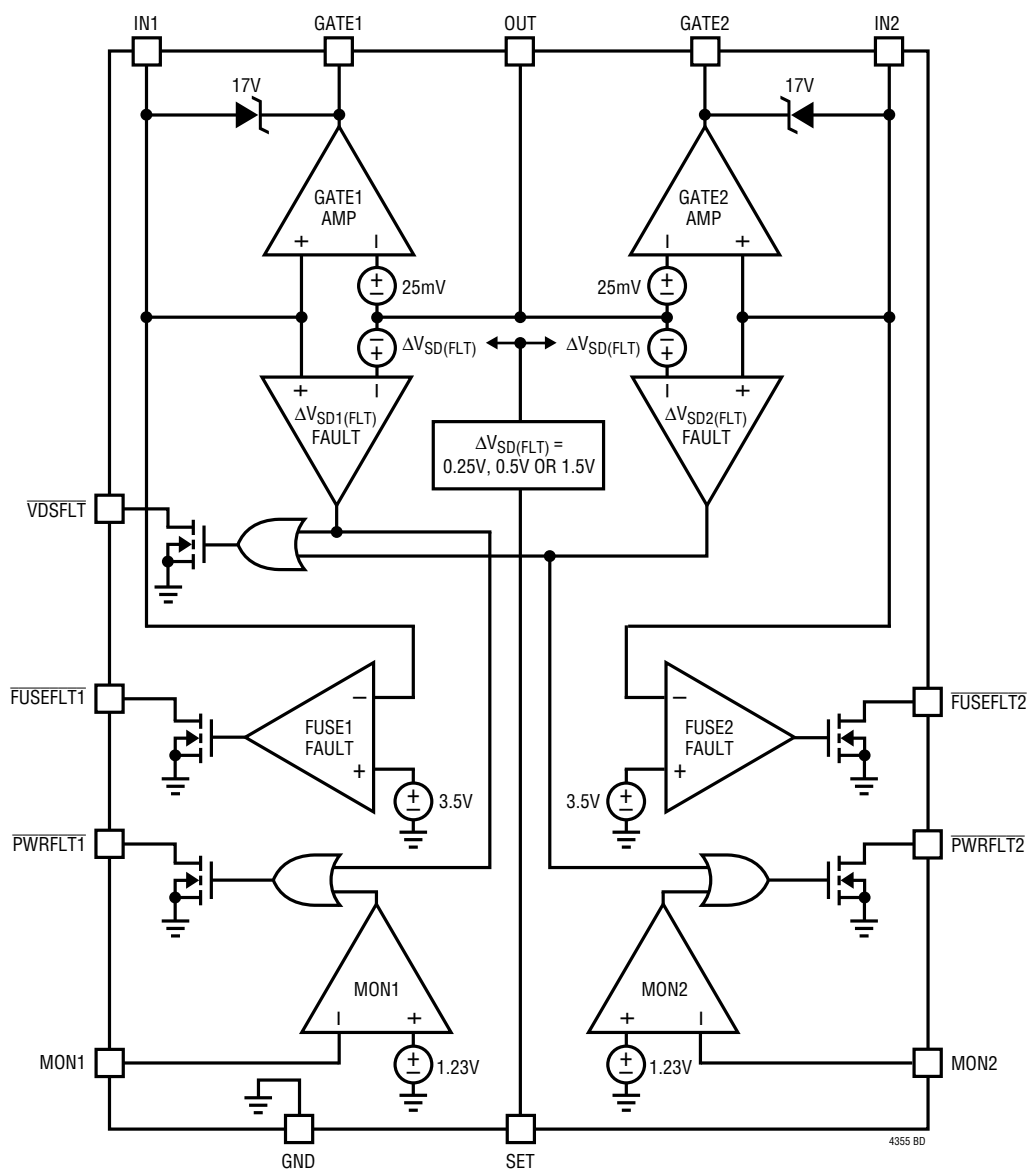 IN1 GATE1 OUT GATE2 IN2
17V 17V
GATE1
AMP
GATE2
AMP
+ – – +
+
– 25mV 25mV +
–
–
+ ΔVSD(FLT) ΔVSD(FLT) –
+
+ – – +
ΔVSD1(FLT)
FAULT
ΔVSD(FLT) =
0.25V, 0.5V OR 1.5V
ΔVSD2(FLT)
FAULT
VDSFLT
FUSEFLT1
–
FUSE1
FAULT
+
+
– 3.5V
–
FUSE2
FAULT
+
3.5V +
–
FUSEFLT2
PWRFLT1 PWRFLT2
MON1
– +
MON2
+ –
MON1 +
– 1.23V +
– 1.23V MON2
4355 BD
GND SET